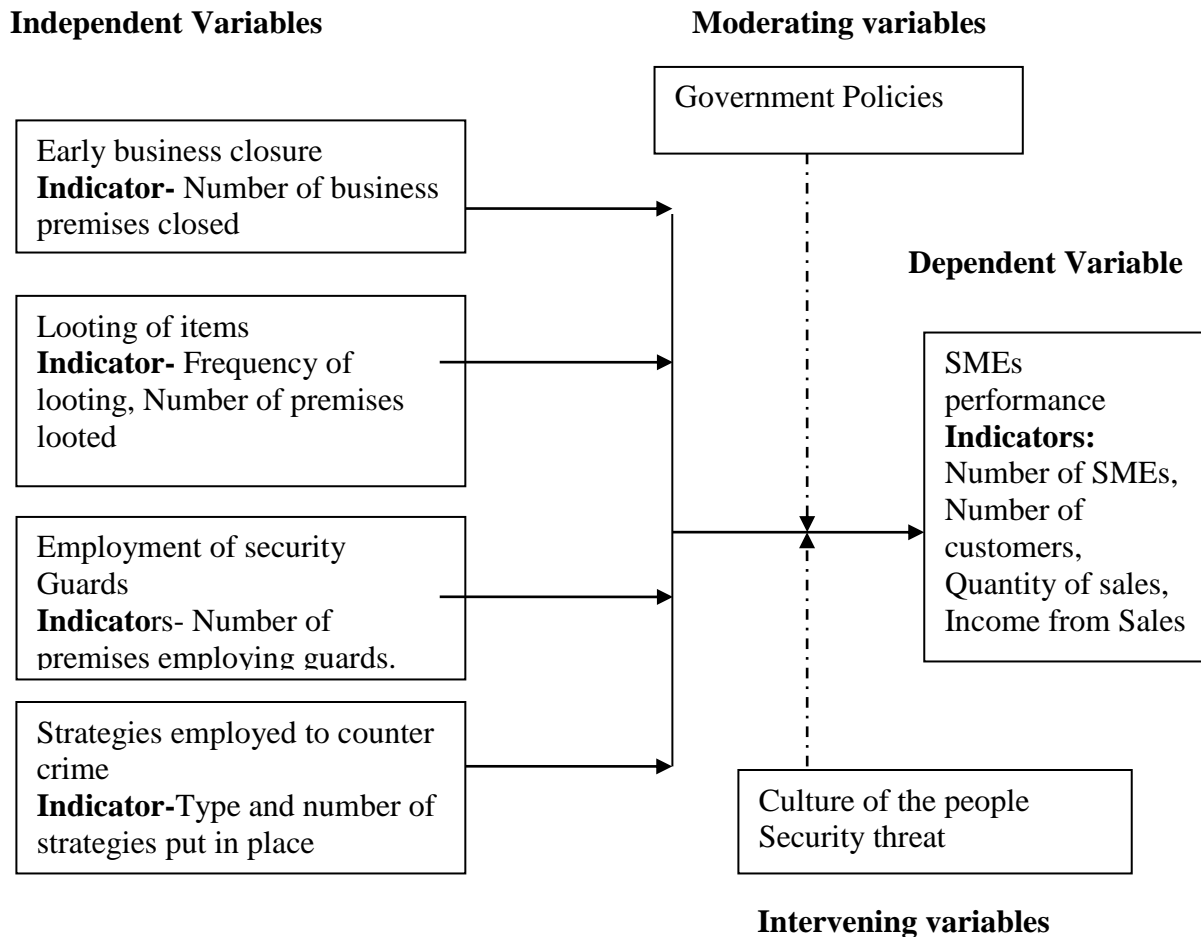 Independent Variables
Moderating variables
Government Policies
Early business closure
Indicator- Number of business
premises closed
Dependent Variable
Looting of items
Indicator- Frequency of
looting, Number of premises
looted
SMEs
performance
Indicators:
Number of SMEs,
Number of
customers,
Quantity of sales,
Income from Sales
Employment of security
Guards
Indicators- Number of
premises employing guards.
Strategies employed to counter
crime
Indicator-Type and number of
strategies put in place
Culture of the people
Security threat
Intervening variables